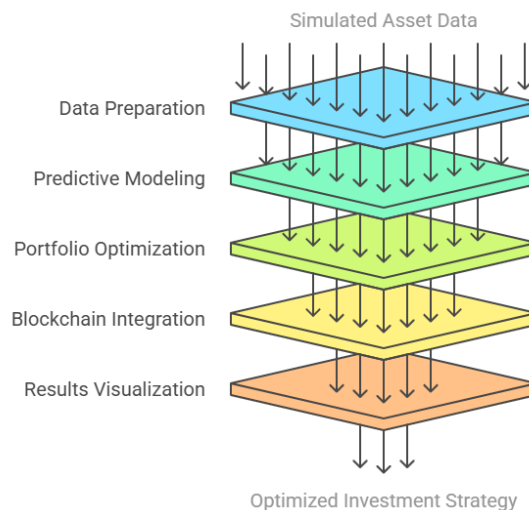 Simulated Asset Data
Data Preparation
Predictive Modeling
Portfolio Optimization
Blockchain Integration
Results Visualization
Optimized Investment Strategy